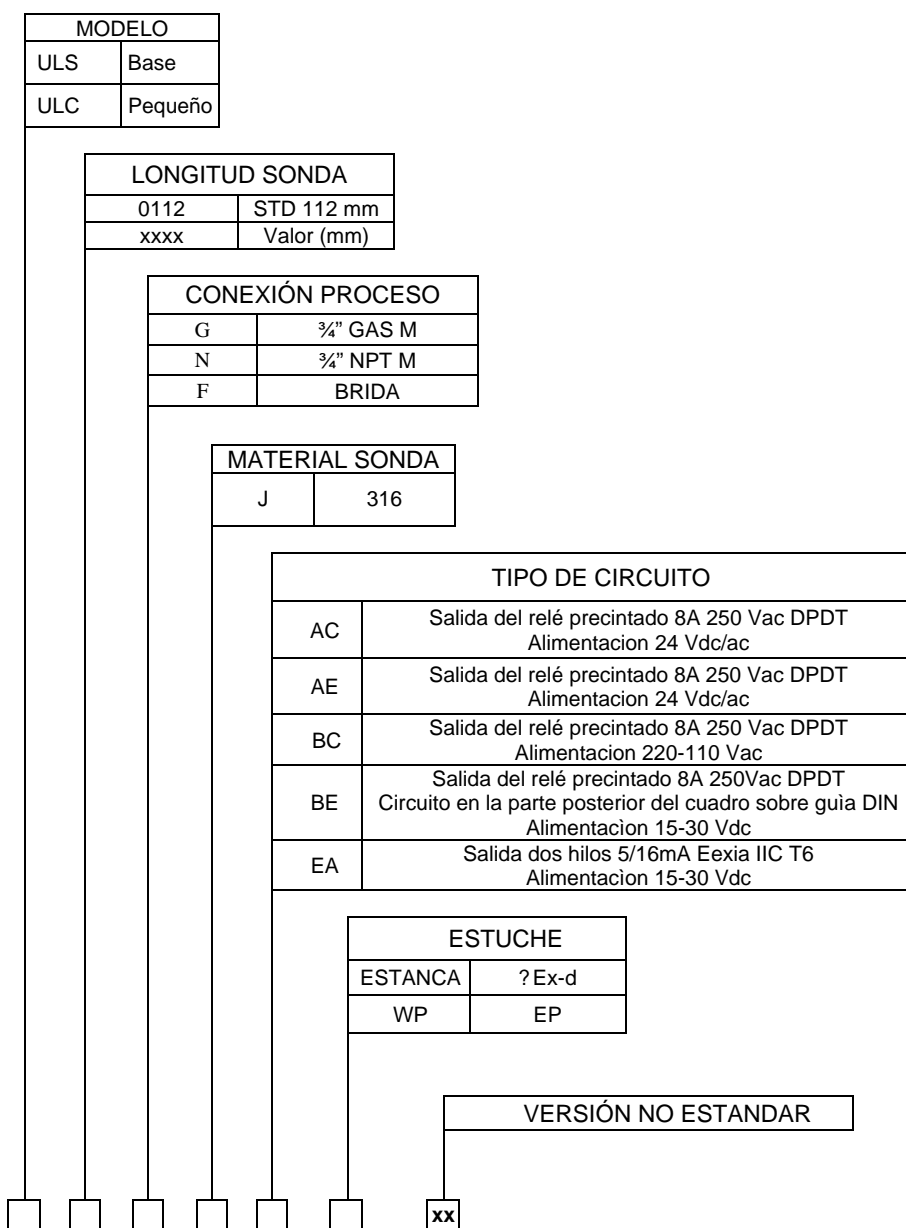 MODELO
ULS Base
ULC Pequeño
LONGITUD SONDA
0112 STD 112 mm
xxxx Valor (mm)
CONEXIÓN PROCESO
G ¾” GAS M
N ¾” NPT M
F BRIDA
MATERIAL SONDA
J 316
TIPO DE CIRCUITO
AC Salida del relé precintado 8A 250 Vac DPDT
Alimentacion 24 Vdc/ac
AE Salida del relé precintado 8A 250 Vac DPDT
Alimentacion 24 Vdc/ac
BC Salida del relé precintado 8A 250 Vac DPDT
Alimentacion 220-110 Vac
BE Salida del relé precintado 8A 250Vac DPDT
Circuito en la parte posterior del cuadro sobre guìa DIN
Alimentacìon 15-30 Vdc
EA Salida dos hilos 5/16mA Eexia IIC T6
Alimentacìon 15-30 Vdc
ESTUCHE
ESTANCA ?Ex-d
WP EP
VERSIÓN NO ESTANDAR
xx